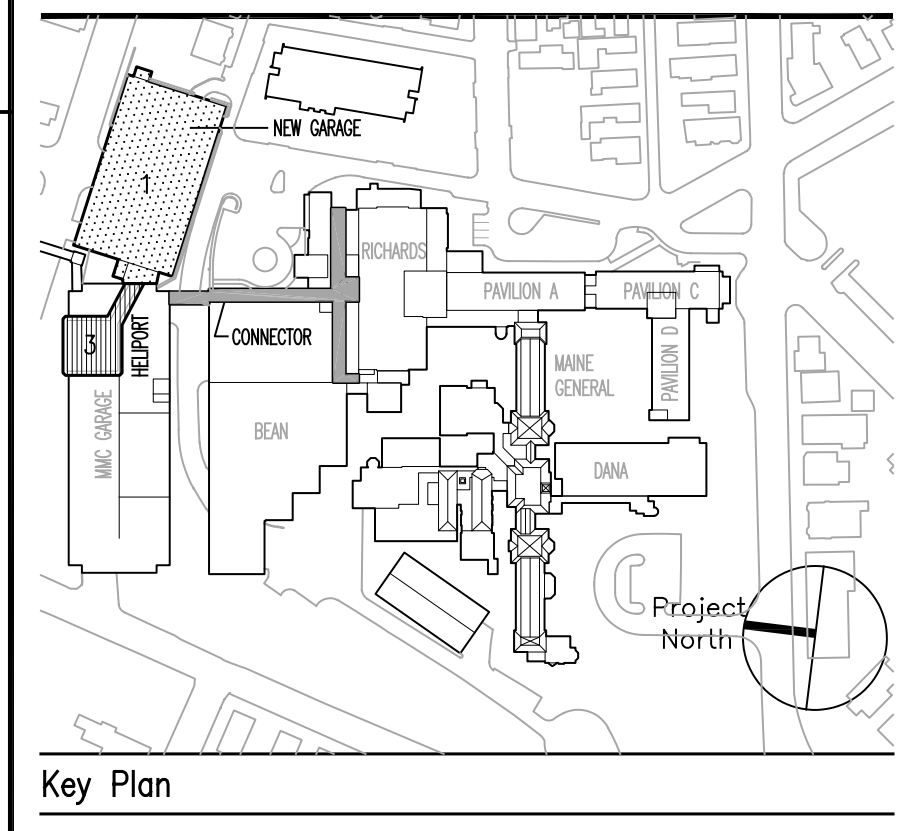 NEW GARAGE
1
RICHARDS
PAVILION A
PAVILION C
CONNECTOR
HELIPORT
3
MAINE
GENERAL
PAVILION D
MMC GARAGE
BEAN
DANA
Project
North
Key Plan